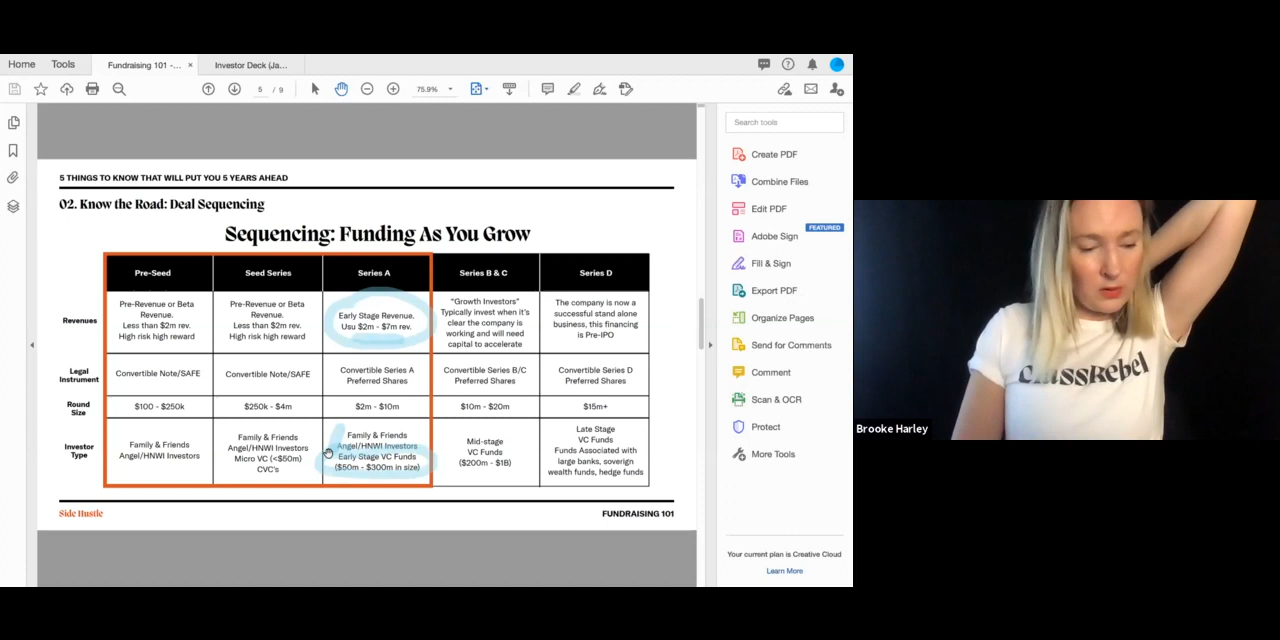 Home Tools Fundraising 101 -... × Investor Deck (Ja...
5 / 9 75.9%
Search tools
Create PDF
Combine Files
Edit PDF
FEATURED
Adobe Sign
Fill & Sign
Export PDF
Organize Pages
Send for Comments
Comment
Scan & OCR
Protect
More Tools
Your current plan is Creative Cloud
Learn More
5 THINGS TO KNOW THAT WILL PUT YOU 5 YEARS AHEAD
02. Know the Road: Deal Sequencing
Sequencing: Funding As You Grow
Pre-Seed Seed Series Series A Series B & C Series D
Revenues
Pre-Revenue or Beta
Revenue.
Less than $2m rev.
High risk high reward
Pre-Revenue or Beta
Revenue.
Less than $2m rev.
High risk high reward
Early Stage Revenue.
Usu $2m - $7m rev.
“Growth Investors”
Typically invest when it’s
clear the company is
working and will need
capital to accelerate
The company is now a
successful stand alone
business, this financing
is Pre-IPO
Legal
Instrument
Convertible Note/SAFE
Convertible Note/SAFE
Convertible Series A
Preferred Shares
Convertible Series B/C
Preferred Shares
Convertible Series D
Preferred Shares
Round
Size
$100 - $250k
$250k - $4m
$2m - $10m
$10m - $20m
$15m+
Investor
Type
Family & Friends
Angel/HNWI Investors
Family & Friends
Angel/HNWI Investors
Micro VC (<$50m)
CVC’s
Family & Friends
Angel/HNWI Investors
Early Stage VC Funds
($50m - $300m in size)
Mid-stage
VC Funds
($200m - $1B)
Late Stage
VC Funds
Funds Associated with
large banks, soverign
wealth funds, hedge funds
Side Hustle
FUNDRAISING 101
Brooke Harley